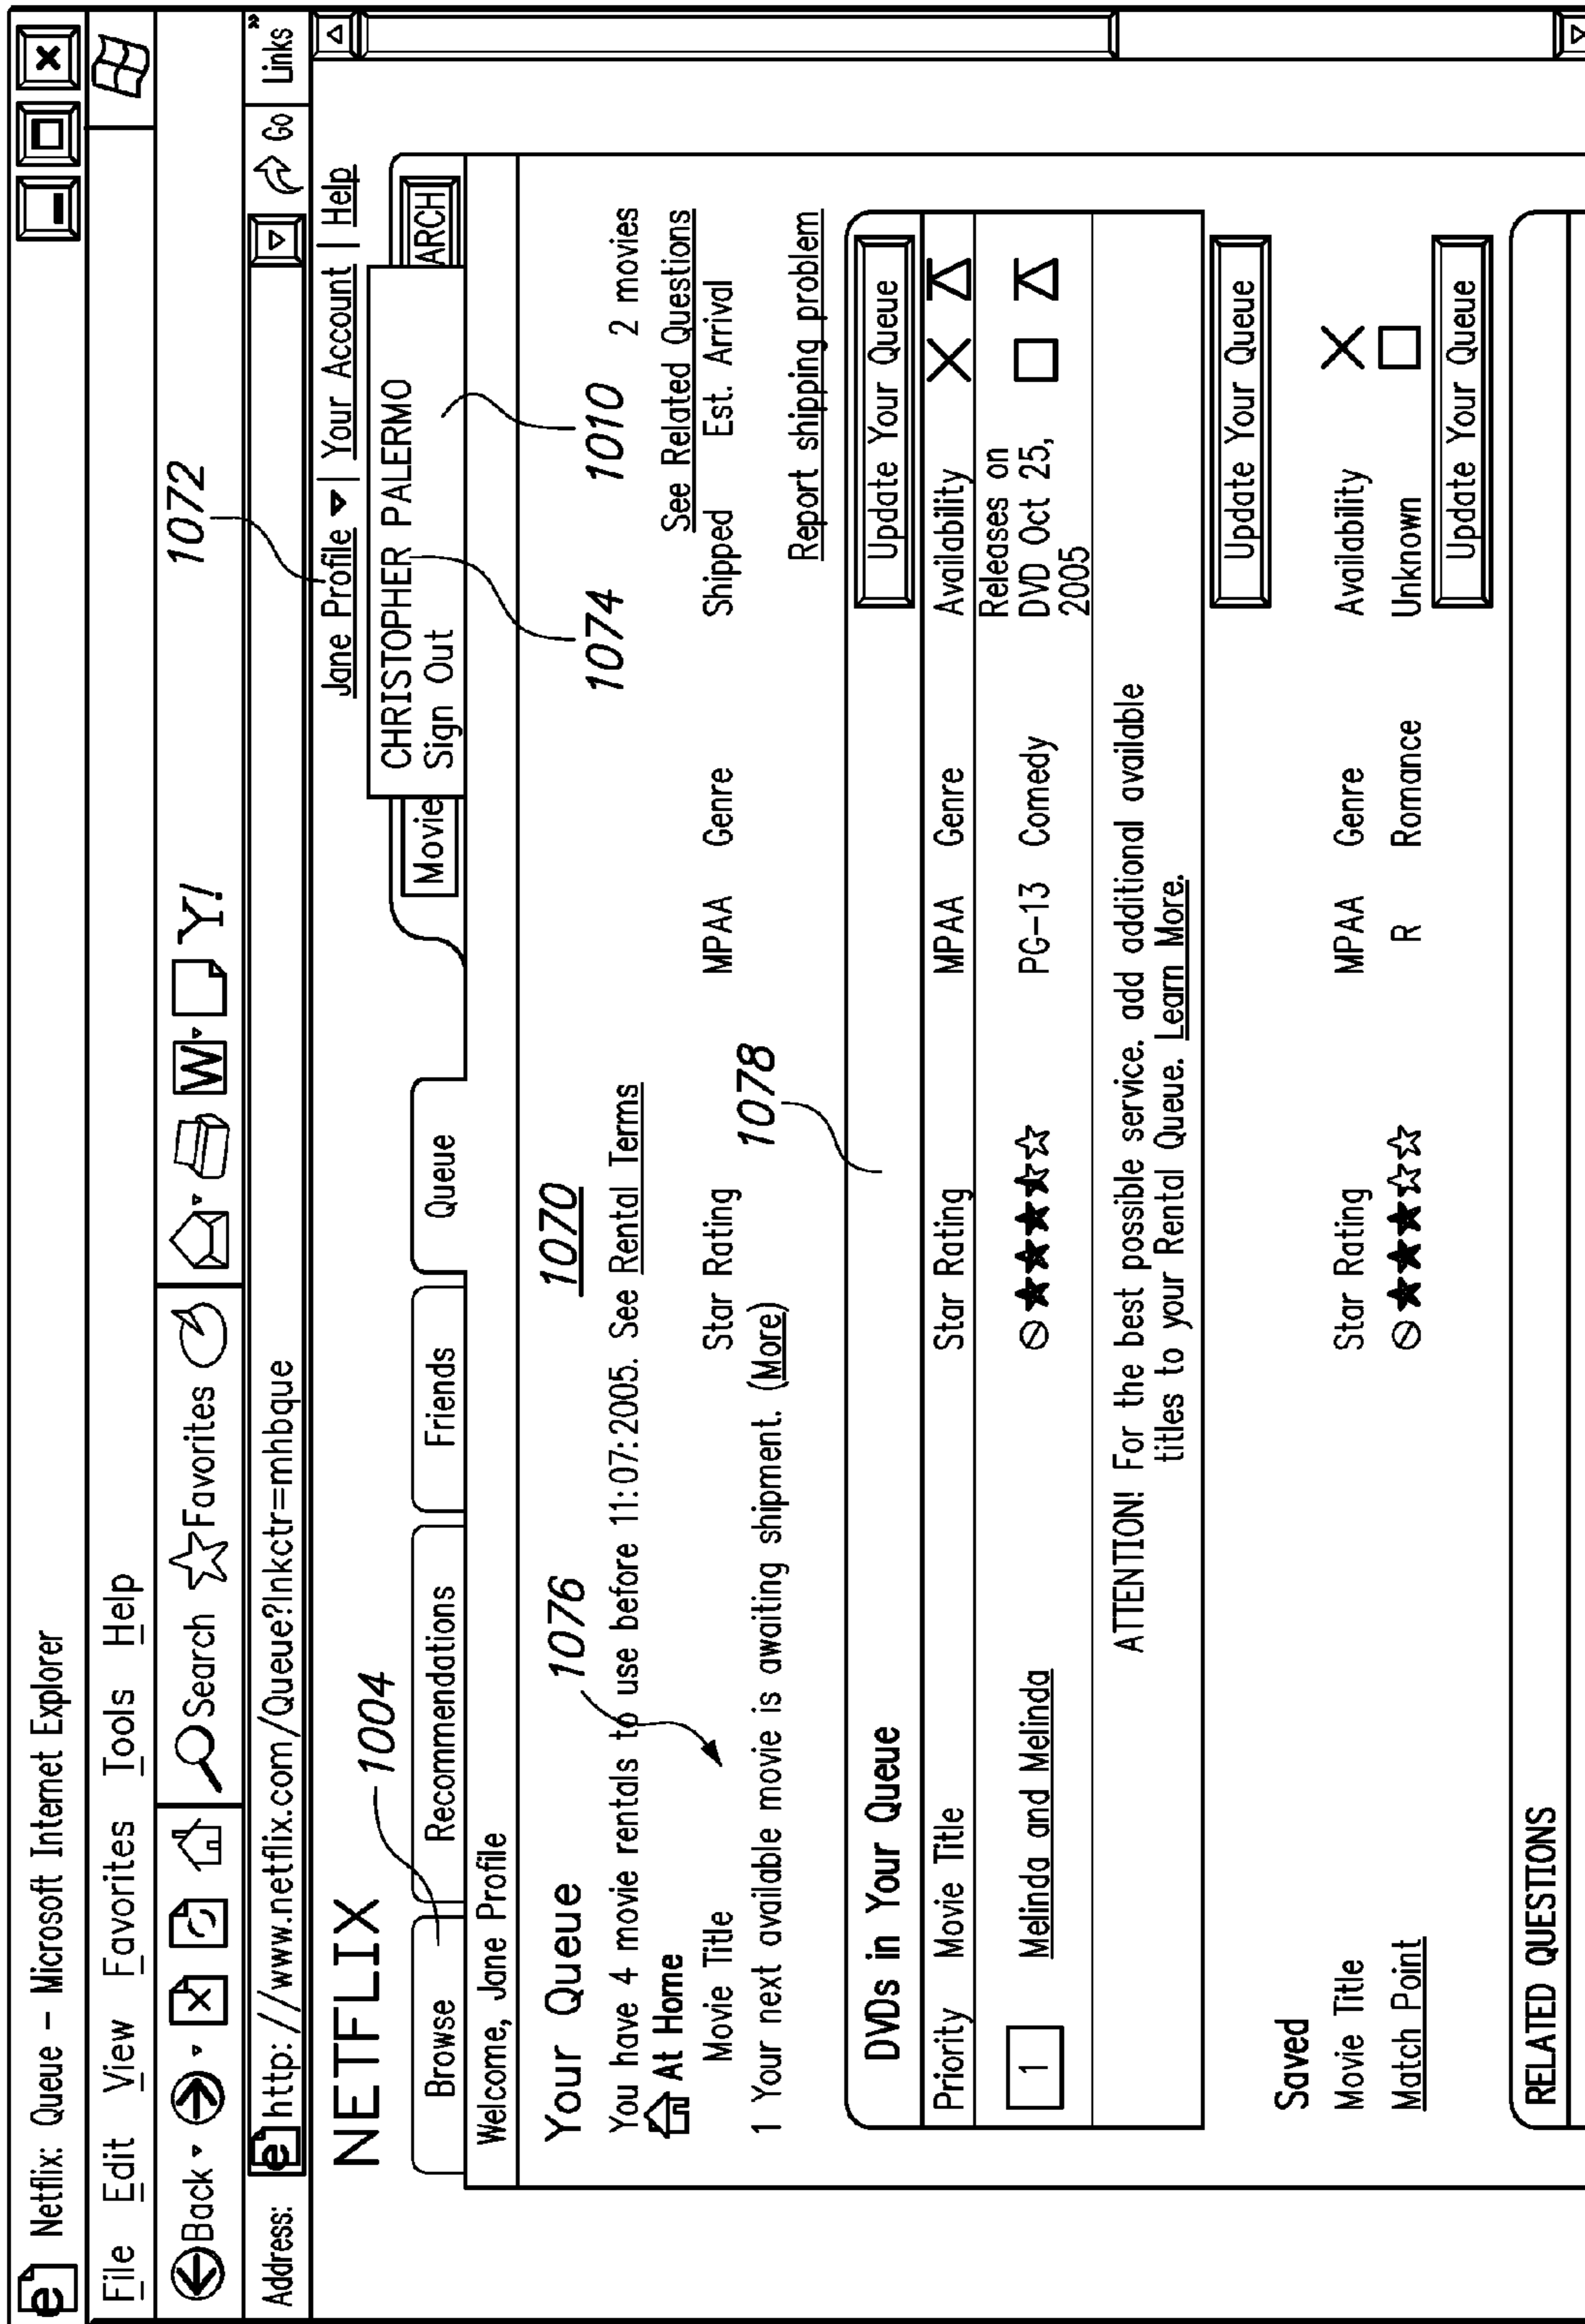 Netflix: Queue – Microsoft Internet Explorer
File Edit View Favorites Tools Help
Back Search Favorites W Y!
Address: http: //www.netflix.com/Queue?lnkctr=mhbque Go Links »
1072
NETFLIX
1004
Jane Profile | Your Account | Help
Browse Recommendations Friends Queue Movie ARCH
CHRISTOPHER PALERMO
Sign Out
Welcome, Jane Profile
Your Queue
1076
1070
1074
1010
2 movies
You have 4 movie rentals to use before 11:07:2005. See Rental Terms
At Home
See Related Questions
Movie Title Star Rating MPAA Genre Shipped Est. Arrival
1 Your next available movie is awaiting shipment. (More)
1078
Report shipping problem
DVDs in Your Queue
Update Your Queue
Priority Movie Title Star Rating MPAA Genre Availability
1 Melinda and Melinda PG–13 Comedy Releases on
DVD Oct 25,
2005
ATTENTION! For the best possible service. add additional available
titles to your Rental Queue. Learn More.
Update Your Queue
Saved
Movie Title Star Rating MPAA Genre Availability
Match Point R Romance Unknown
Update Your Queue
RELATED QUESTIONS